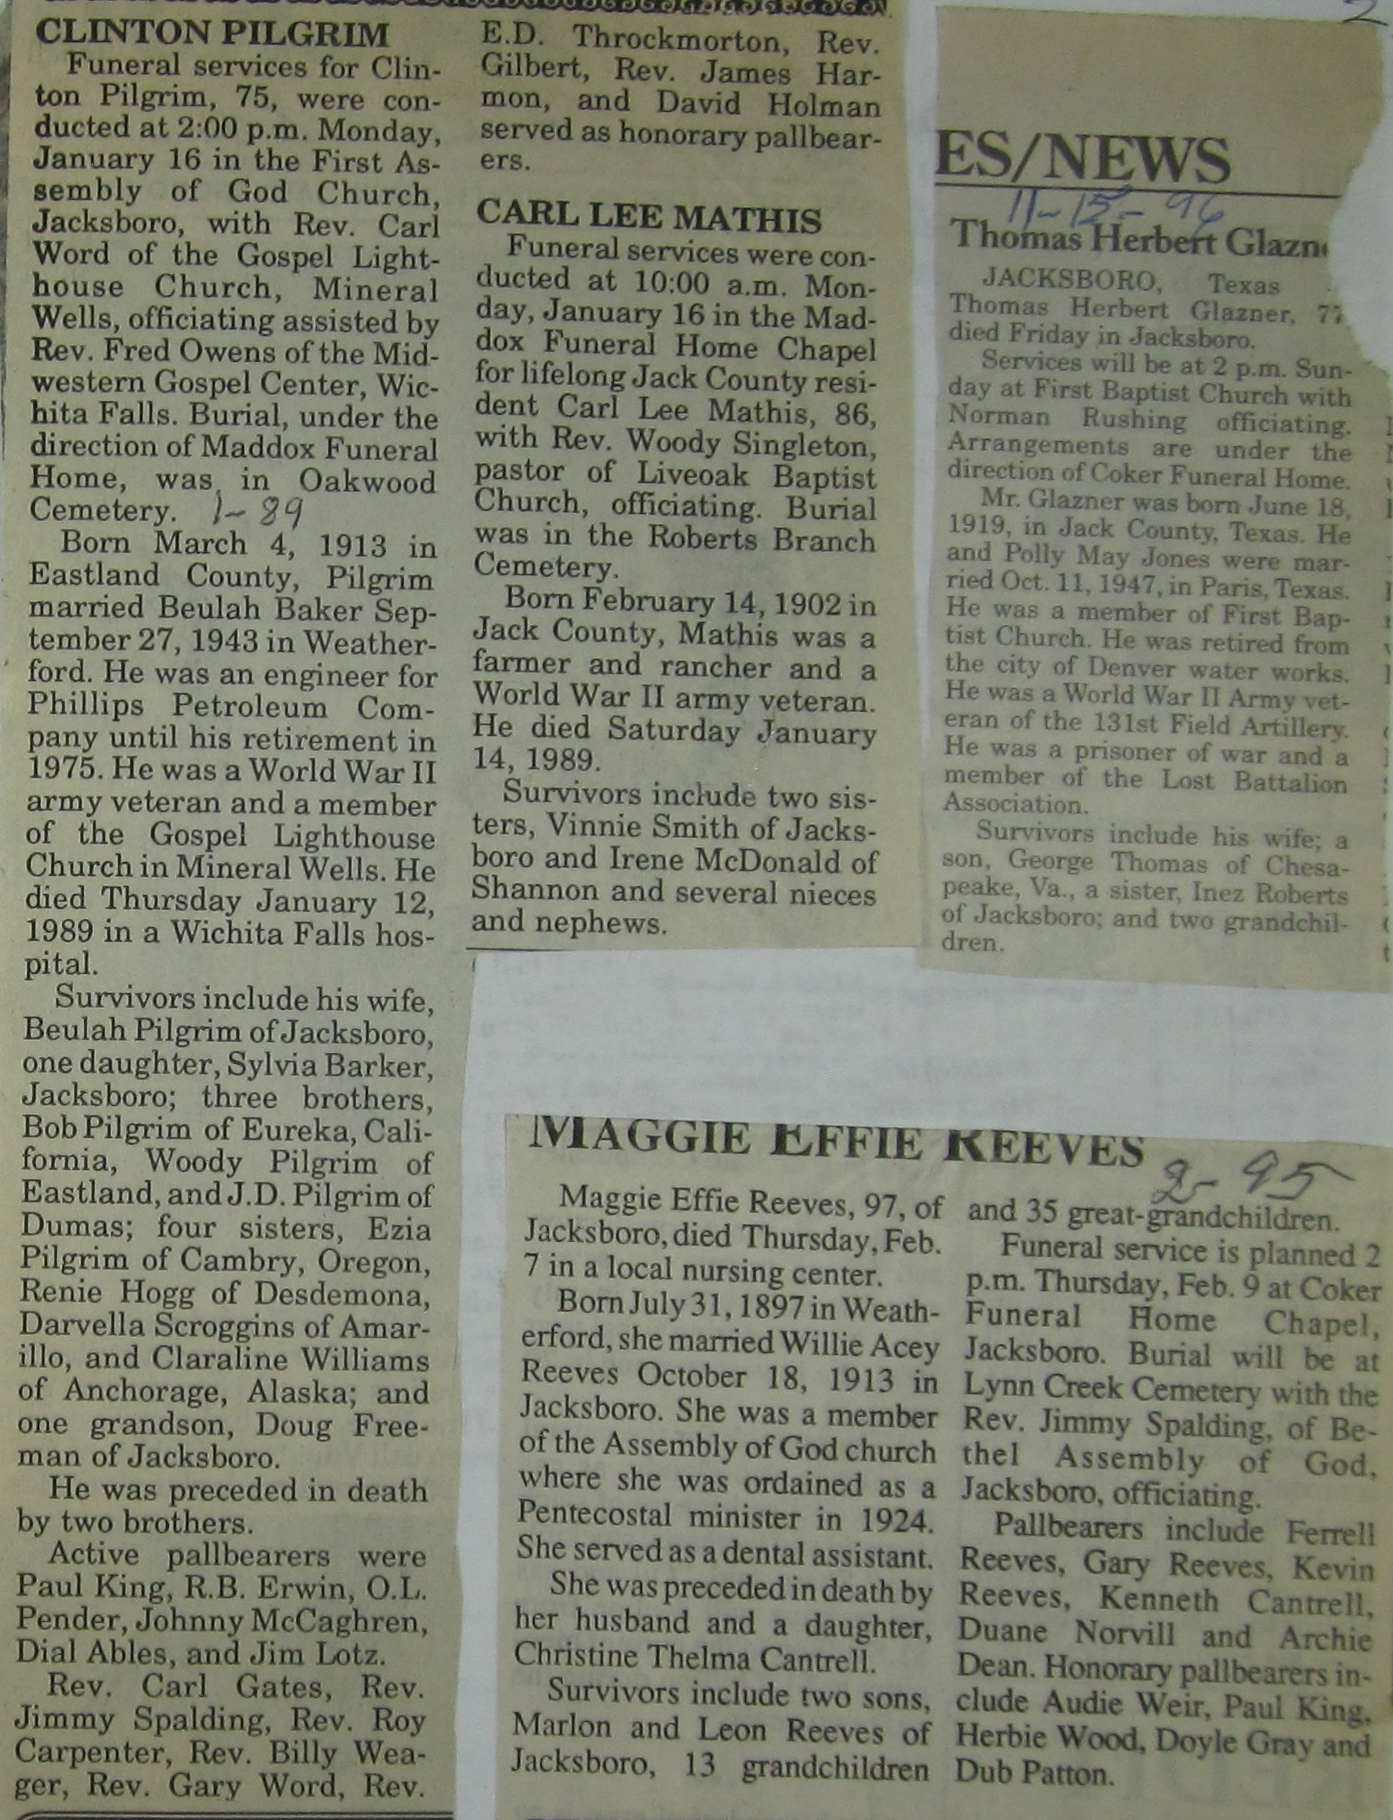 CLINTON PILGRIM
Funeral services for Clin-
ton Pilgrim, 75, were con-
ducted at 2:00 p.m. Monday,
January 16 in the First As-
sembly of God Church,
Jacksboro, with Rev. Carl
Word of the Gospel Light-
house Church, Mineral
Wells, officiating assisted by
Rev. Fred Owens of the Mid-
western Gospel Center, Wic-
hita Falls. Burial, under the
direction of Maddox Funeral
Home, was in Oakwood
Cemetery. 1-89
Born March 4, 1913 in
Eastland County, Pilgrim
married Beulah Baker Sep-
tember 27, 1943 in Weather-
ford. He was an engineer for
Phillips Petroleum Com-
pany until his retirement in
1975. He was a World War II
army veteran and a member
of the Gospel Lighthouse
Church in Mineral Wells. He
died Thursday January 12,
1989 in a Wichita Falls hos-
pital.
Survivors include his wife,
Beulah Pilgrim of Jacksboro,
one daughter, Sylvia Barker,
Jacksboro; three brothers,
Bob Pilgrim of Eureka, Cali-
fornia, Woody Pilgrim of
Eastland, and J.D. Pilgrim of
Dumas; four sisters, Ezia
Pilgrim of Cambry, Oregon,
Renie Hogg of Desdemona,
Darvella Scroggins of Amar-
illo, and Claraline Williams
of Anchorage, Alaska; and
one grandson, Doug Free-
man of Jacksboro.
He was preceded in death
by two brothers.
Active pallbearers were
Paul King, R.B. Erwin, O.L.
Pender, Johnny McCaghren,
Dial Ables, and Jim Lotz.
Rev. Carl Gates, Rev.
Jimmy Spalding, Rev. Roy
Carpenter, Rev. Billy Wea-
ger, Rev. Gary Word, Rev.
E.D. Throckmorton, Rev.
Gilbert, Rev. James Har-
mon, and David Holman
served as honorary pallbear-
ers.
CARL LEE MATHIS
Funeral services were con-
ducted at 10:00 a.m. Mon-
day, January 16 in the Mad-
dox Funeral Home Chapel
for lifelong Jack County resi-
dent Carl Lee Mathis, 86,
with Rev. Woody Singleton,
pastor of Liveoak Baptist
Church, officiating. Burial
was in the Roberts Branch
Cemetery.
Born February 14, 1902 in
Jack County, Mathis was a
farmer and rancher and a
World War II army veteran.
He died Saturday January
14, 1989.
Survivors include two sis-
ters, Vinnie Smith of Jacks-
boro and Irene McDonald of
Shannon and several nieces
and nephews.
2
ES/NEWS
11-15-96
Thomas Herbert Glazn
JACKSBORO, Texas
Thomas Herbert Glazner, 77
died Friday in Jacksboro.
Services will be at 2 p.m. Sun-
day at First Baptist Church with
Norman Rushing officiating.
Arrangements are under the
direction of Coker Funeral Home.
Mr. Glazner was born June 18,
1919, in Jack County, Texas. He
and Polly May Jones were mar-
ried Oct. 11, 1947, in Paris, Texas.
He was a member of First Bap-
tist Church. He was retired from
the city of Denver water works.
He was a World War II Army vet-
eran of the 131st Field Artillery.
He was a prisoner of war and a
member of the Lost Battalion
Association.
Survivors include his wife; a
son, George Thomas of Chesa-
peake, Va., a sister, Inez Roberts
of Jacksboro; and two grandchil-
dren.
MAGGIE EFFIE REEVES
2-95
Maggie Effie Reeves, 97, of
Jacksboro, died Thursday, Feb.
7 in a local nursing center.
Born July 31, 1897 in Weath-
erford, she married Willie Acey
Reeves October 18, 1913 in
Jacksboro. She was a member
of the Assembly of God church
where she was ordained as a
Pentecostal minister in 1924.
She served as a dental assistant.
She was preceded in death by
her husband and a daughter,
Christine Thelma Cantrell.
Survivors include two sons,
Marlon and Leon Reeves of
Jacksboro, 13 grandchildren
and 35 great-grandchildren.
Funeral service is planned 2
p.m. Thursday, Feb. 9 at Coker
Funeral Home Chapel,
Jacksboro. Burial will be at
Lynn Creek Cemetery with the
Rev. Jimmy Spalding, of Be-
thel Assembly of God,
Jacksboro, officiating.
Pallbearers include Ferrell
Reeves, Gary Reeves, Kevin
Reeves, Kenneth Cantrell,
Duane Norvill and Archie
Dean. Honorary pallbearers in-
clude Audie Weir, Paul King,
Herbie Wood, Doyle Gray and
Dub Patton.